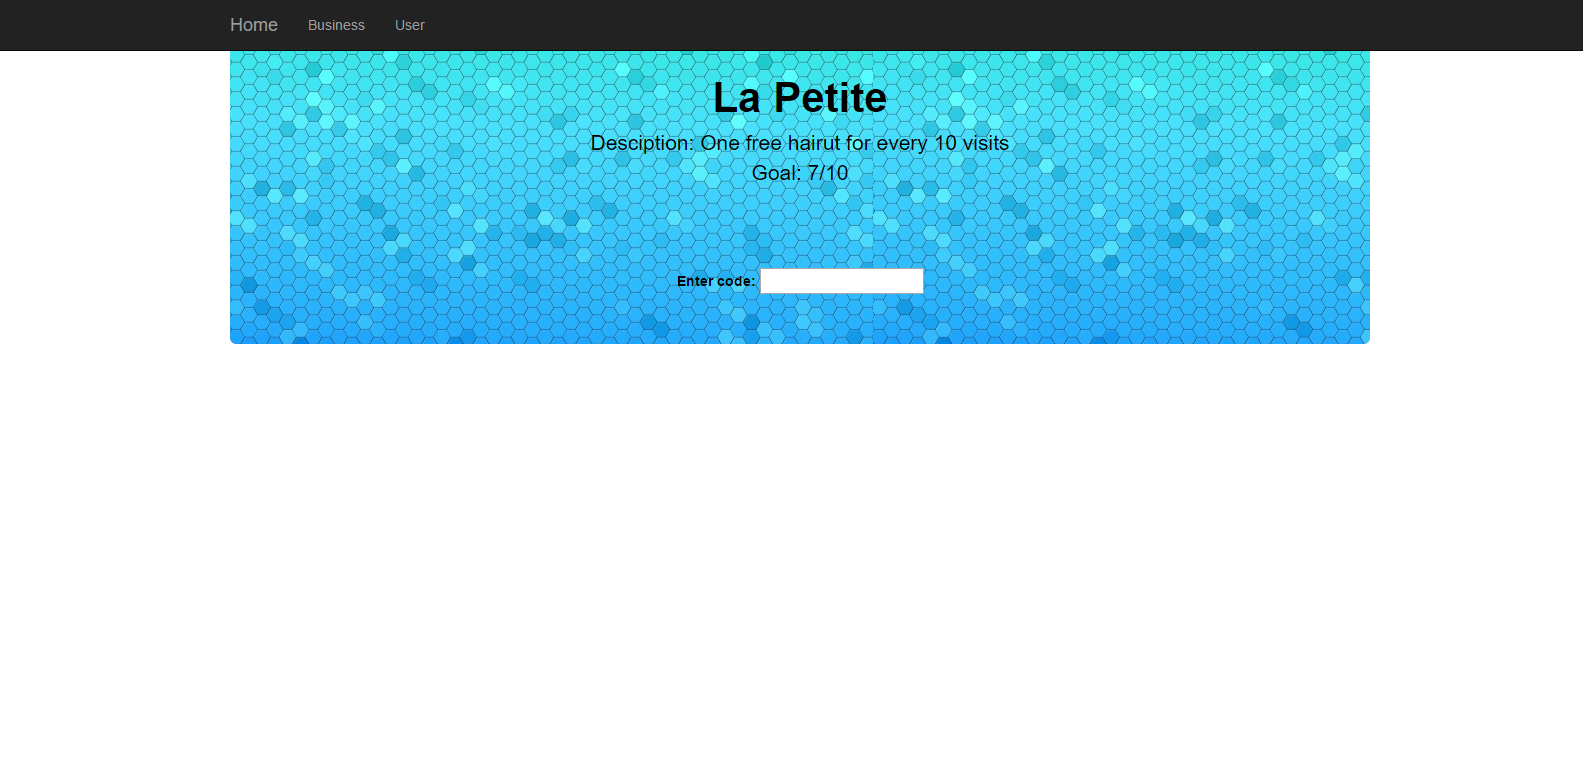 Home Business User
La Petite
Desciption: One free hairut for every 10 visits
Goal: 7/10
Enter code: